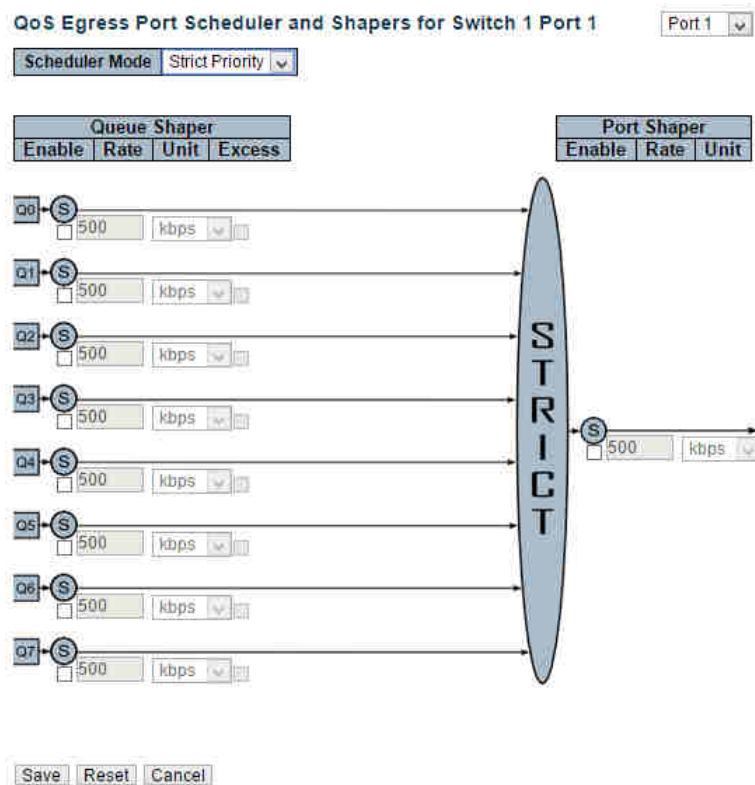 QoS Egress Port Scheduler and Shapers for Switch 1 Port 1 Port 1
Scheduler Mode Strict Priority
Queue Shaper Port Shaper
Enable Rate Unit Excess Enable Rate Unit
Q0 S
500 kbps
Q1 S
500 kbps
Q2 S
500 kbps
Q3 S
500 kbps
Q4 S
500 kbps
Q5 S
500 kbps
Q6 S
500 kbps
Q7 S
500 kbps
STRICT
S
500 kbps
Save Reset Cancel